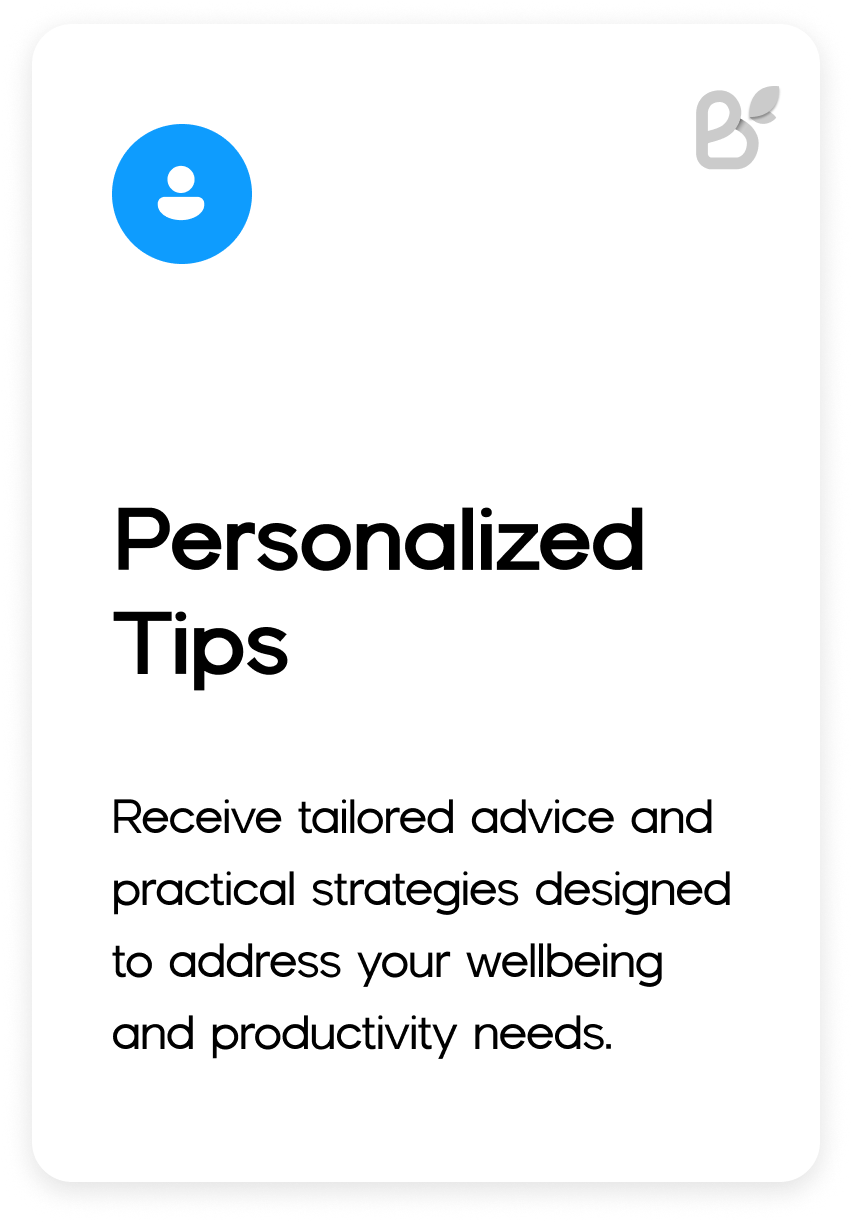 Personalized
Tips
Receive tailored advice and
practical strategies designed
to address your wellbeing
and productivity needs.